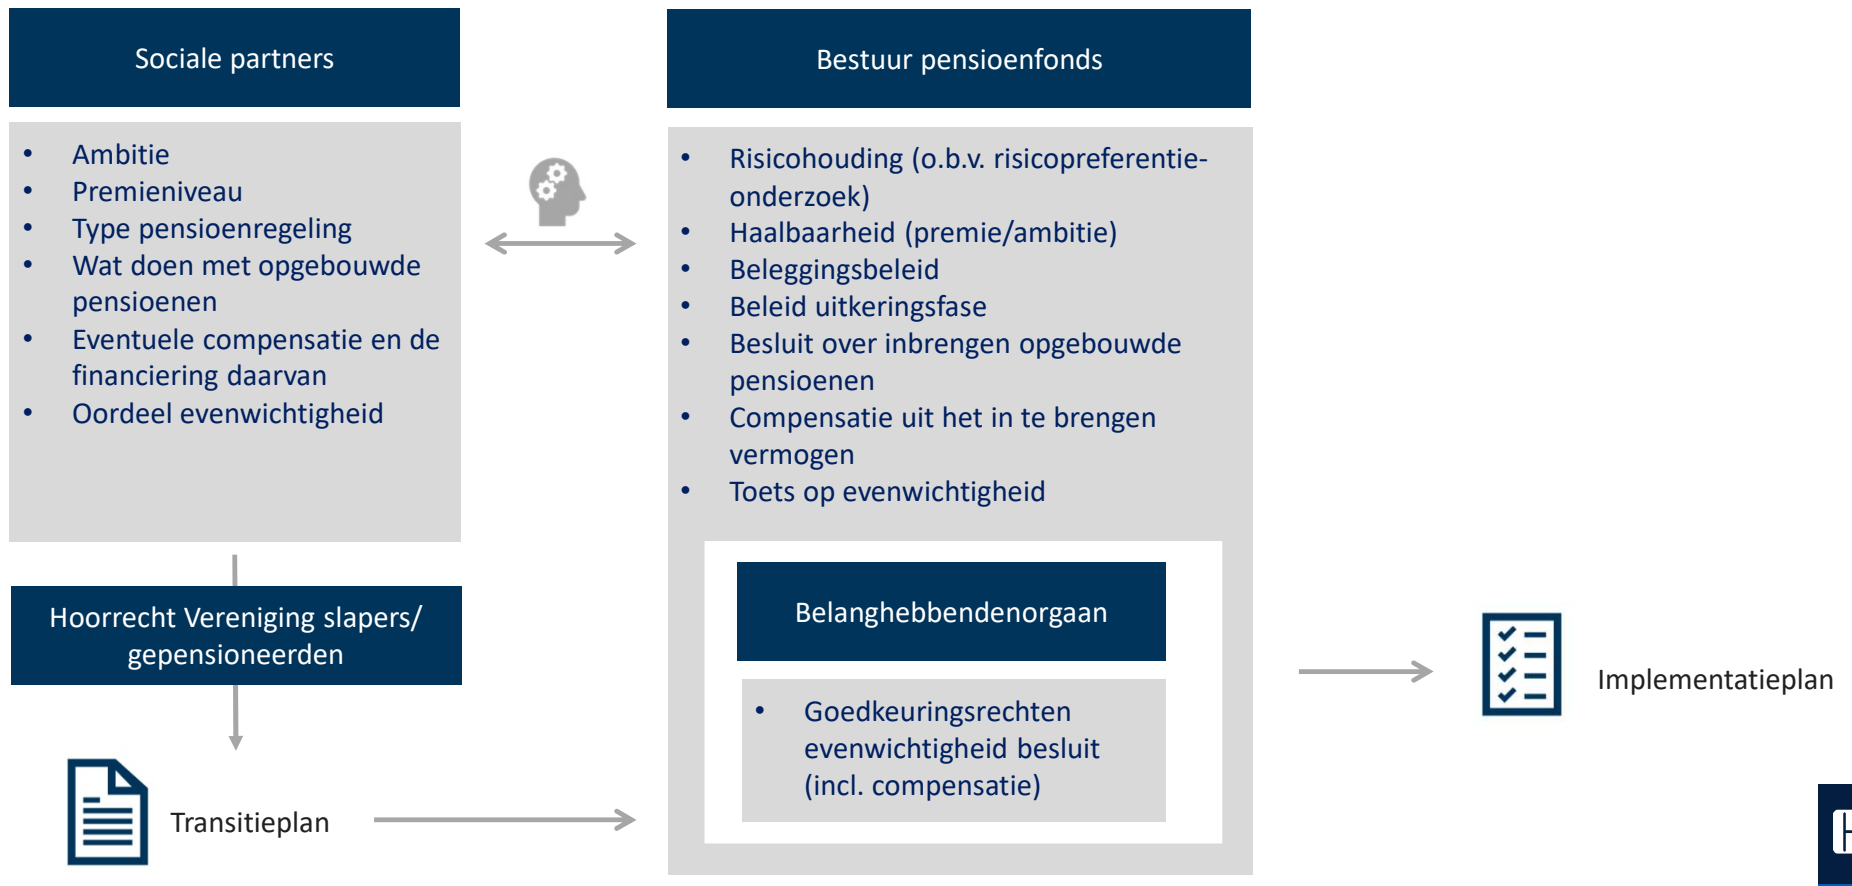 Sociale partners
• Ambitie
• Premieniveau
• Type pensioenregeling
• Wat doen met opgebouwde
pensioenen
• Eventuele compensatie en de
financiering daarvan
• Oordeel evenwichtigheid
Hoorrecht Vereniging slapers/
gepensioneerden
Transitieplan
Bestuur pensioenfonds
• Risicohouding (o.b.v. risicopreferentie-
onderzoek)
• Haalbaarheid (premie/ambitie)
• Beleggingsbeleid
• Beleid uitkeringsfase
• Besluit over inbrengen opgebouwde
pensioenen
• Compensatie uit het in te brengen
vermogen
• Toets op evenwichtigheid
Belanghebbendenorgaan
• Goedkeuringsrechten
evenwichtigheid besluit
(incl. compensatie)
Implementatieplan